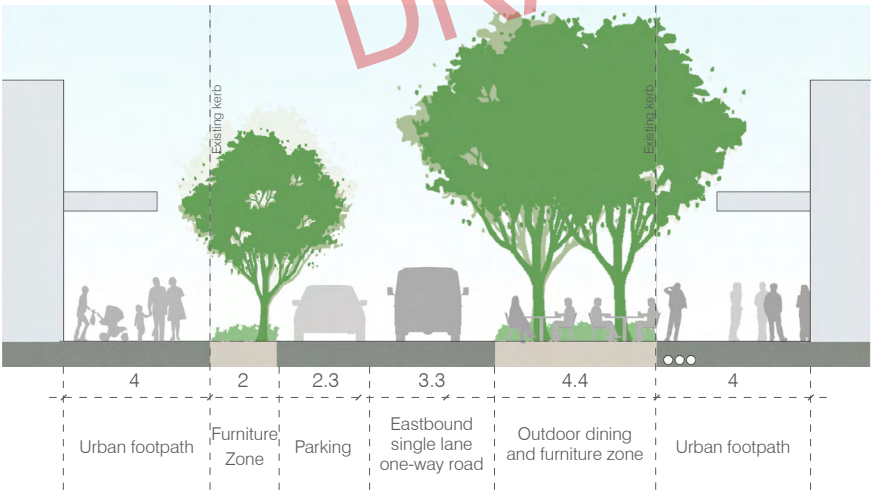 Existing kerb
Existing kerb
4
2
2.3
3.3
4.4
4
Urban footpath
Furniture
Zone
Parking
Eastbound
single lane
one-way road
Outdoor dining
and furniture zone
Urban footpath